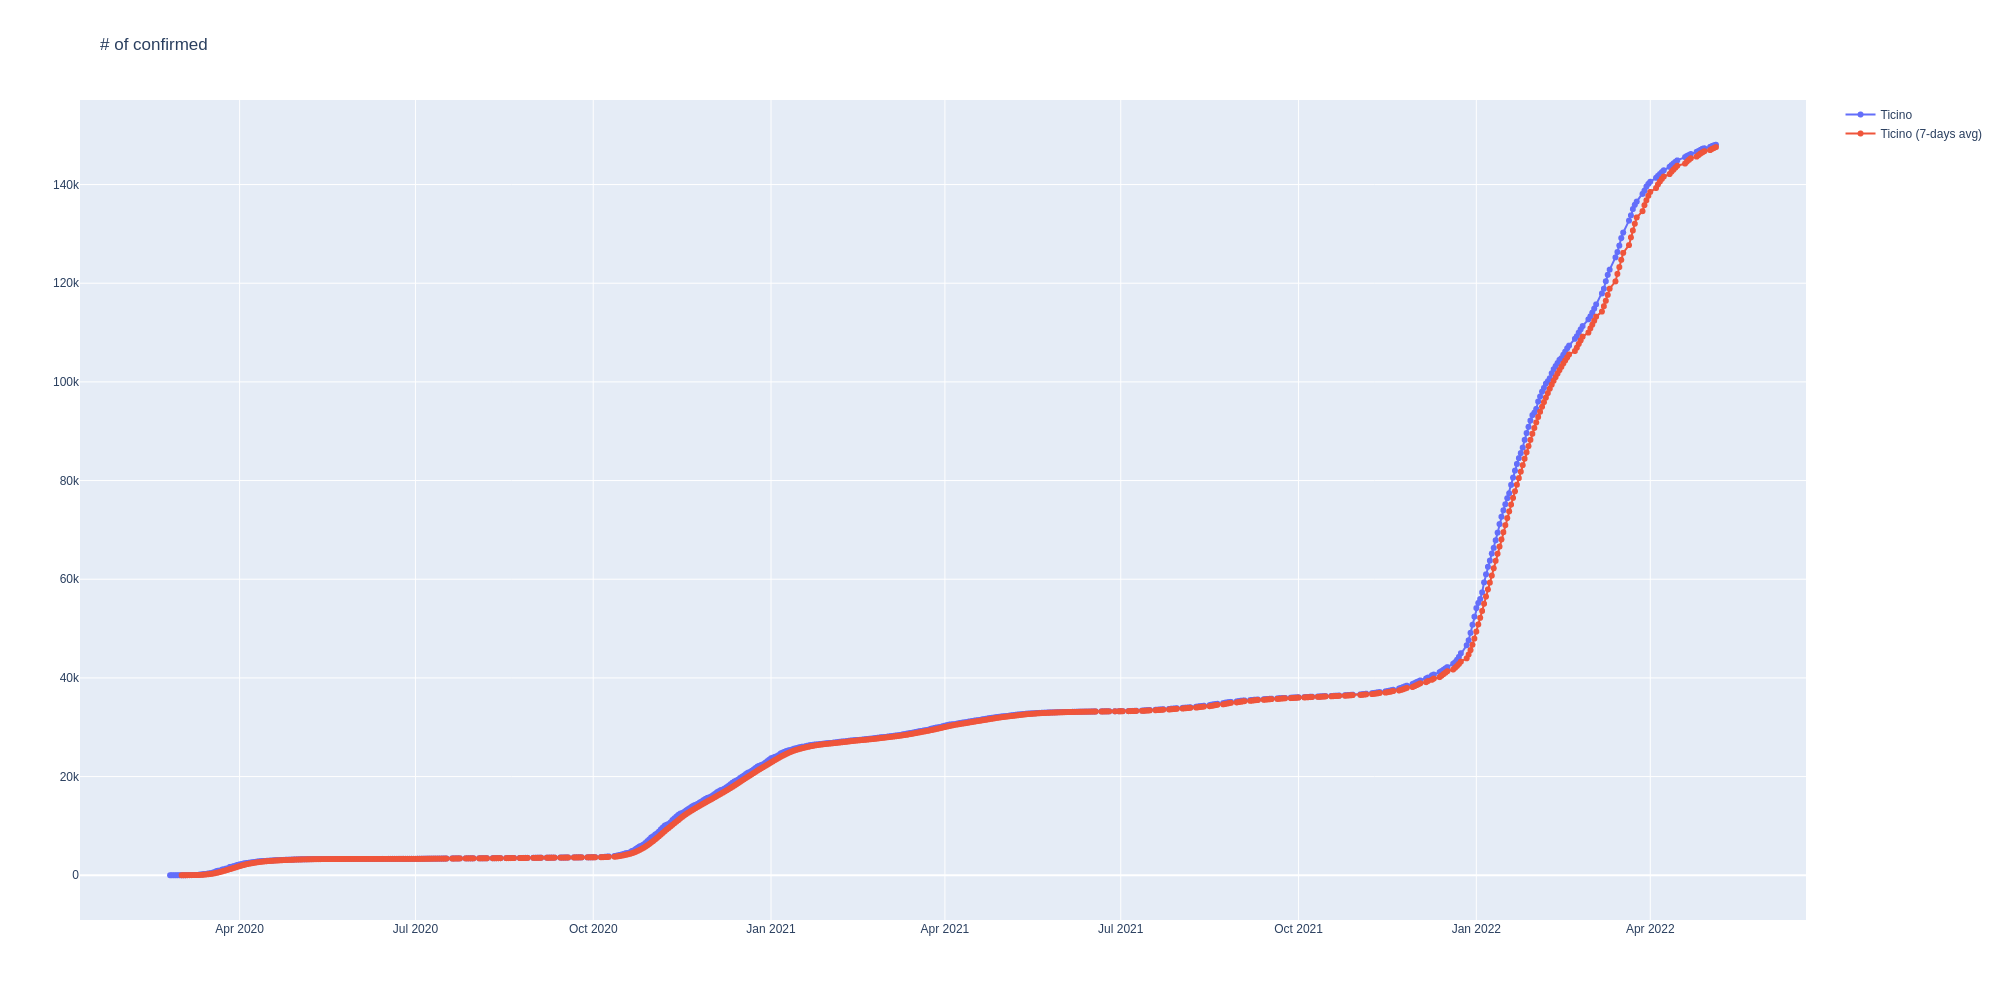 # of confirmed
Ticino
Ticino (7-days avg)
140k
120k
100k
80k
60k
40k
20k
0
Apr 2020
Jul 2020
Oct 2020
Jan 2021
Apr 2021
Jul 2021
Oct 2021
Jan 2022
Apr 2022